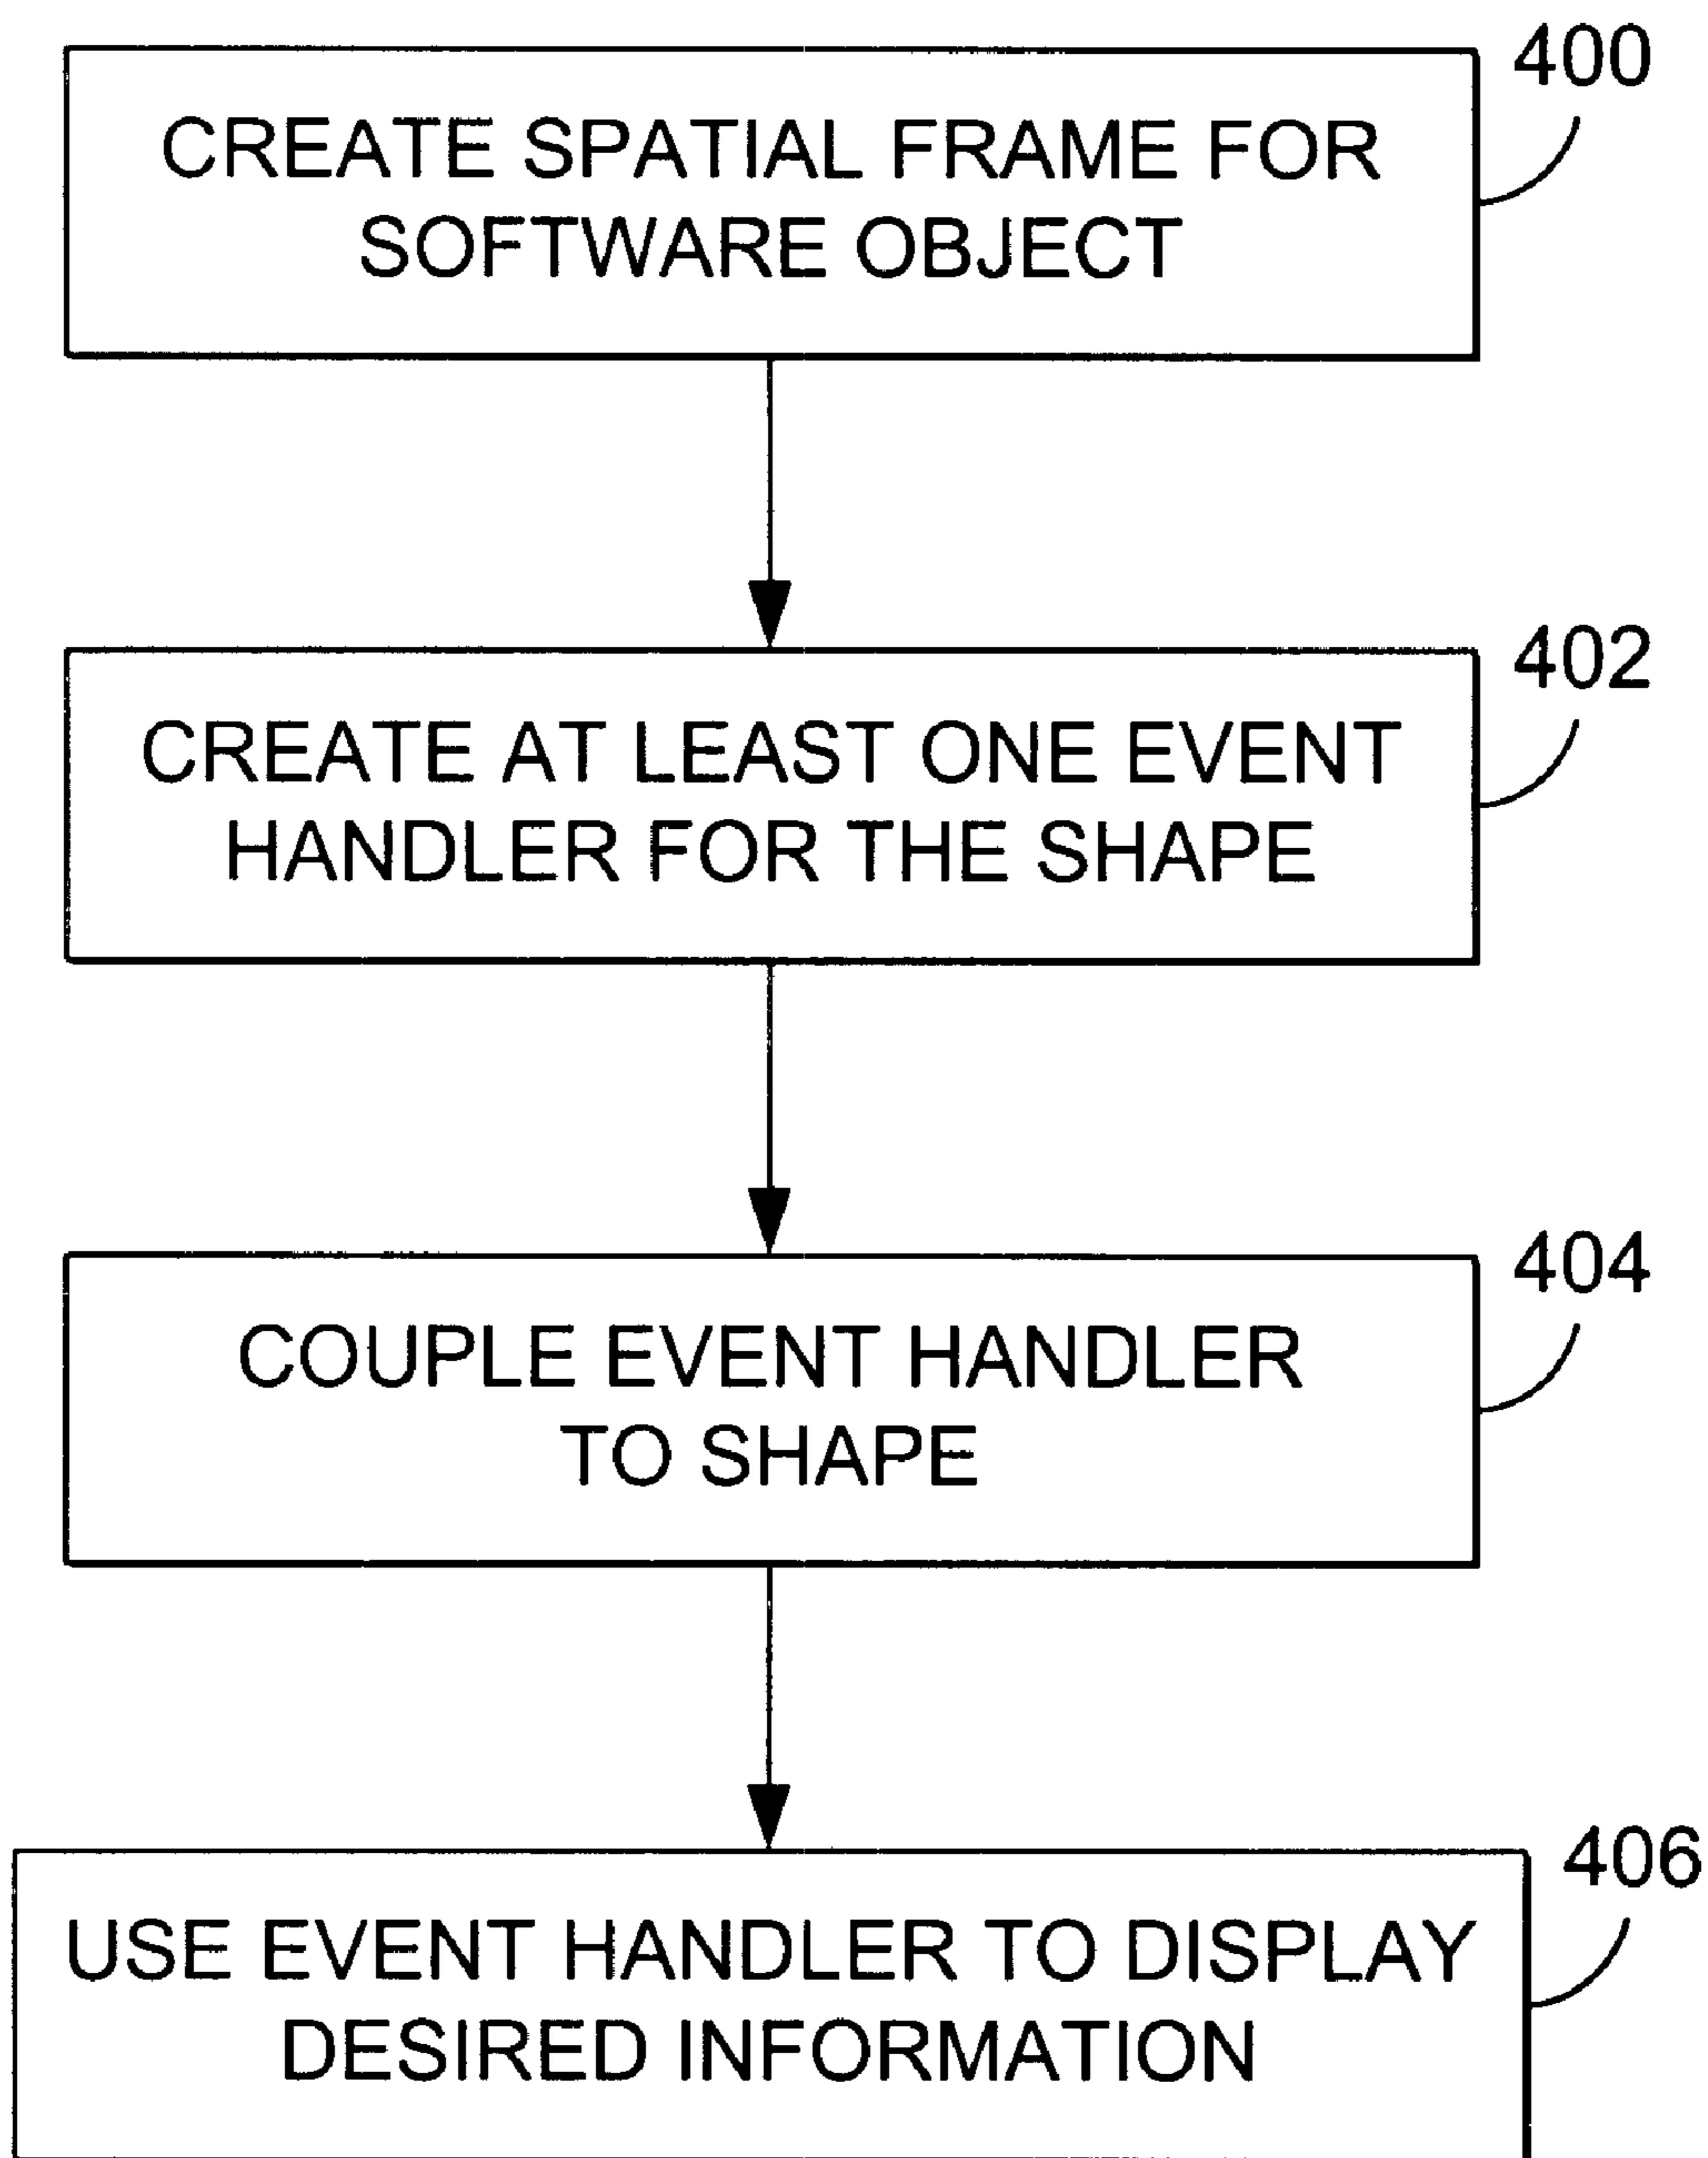 400
CREATE SPATIAL FRAME FOR
SOFTWARE OBJECT
402
CREATE AT LEAST ONE EVENT
HANDLER FOR THE SHAPE
404
COUPLE EVENT HANDLER
TO SHAPE
406
USE EVENT HANDLER TO DISPLAY
DESIRED INFORMATION